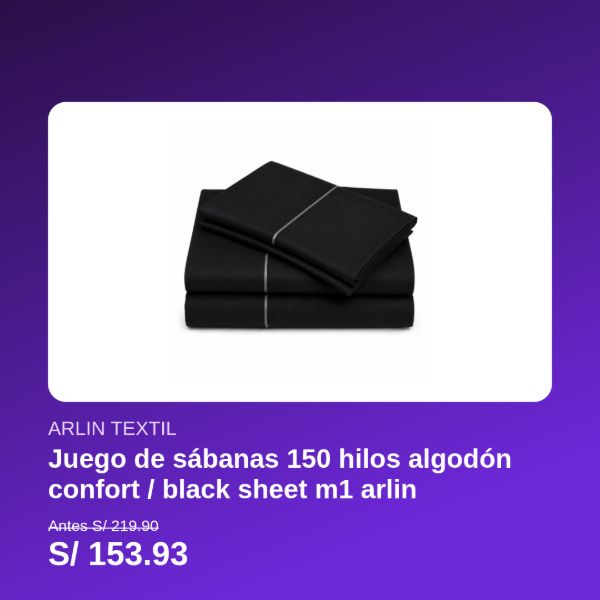 ARLIN TEXTIL
Juego de sábanas 150 hilos algodón
confort / black sheet m1 arlin
Antes S/ 219.90
S/ 153.93